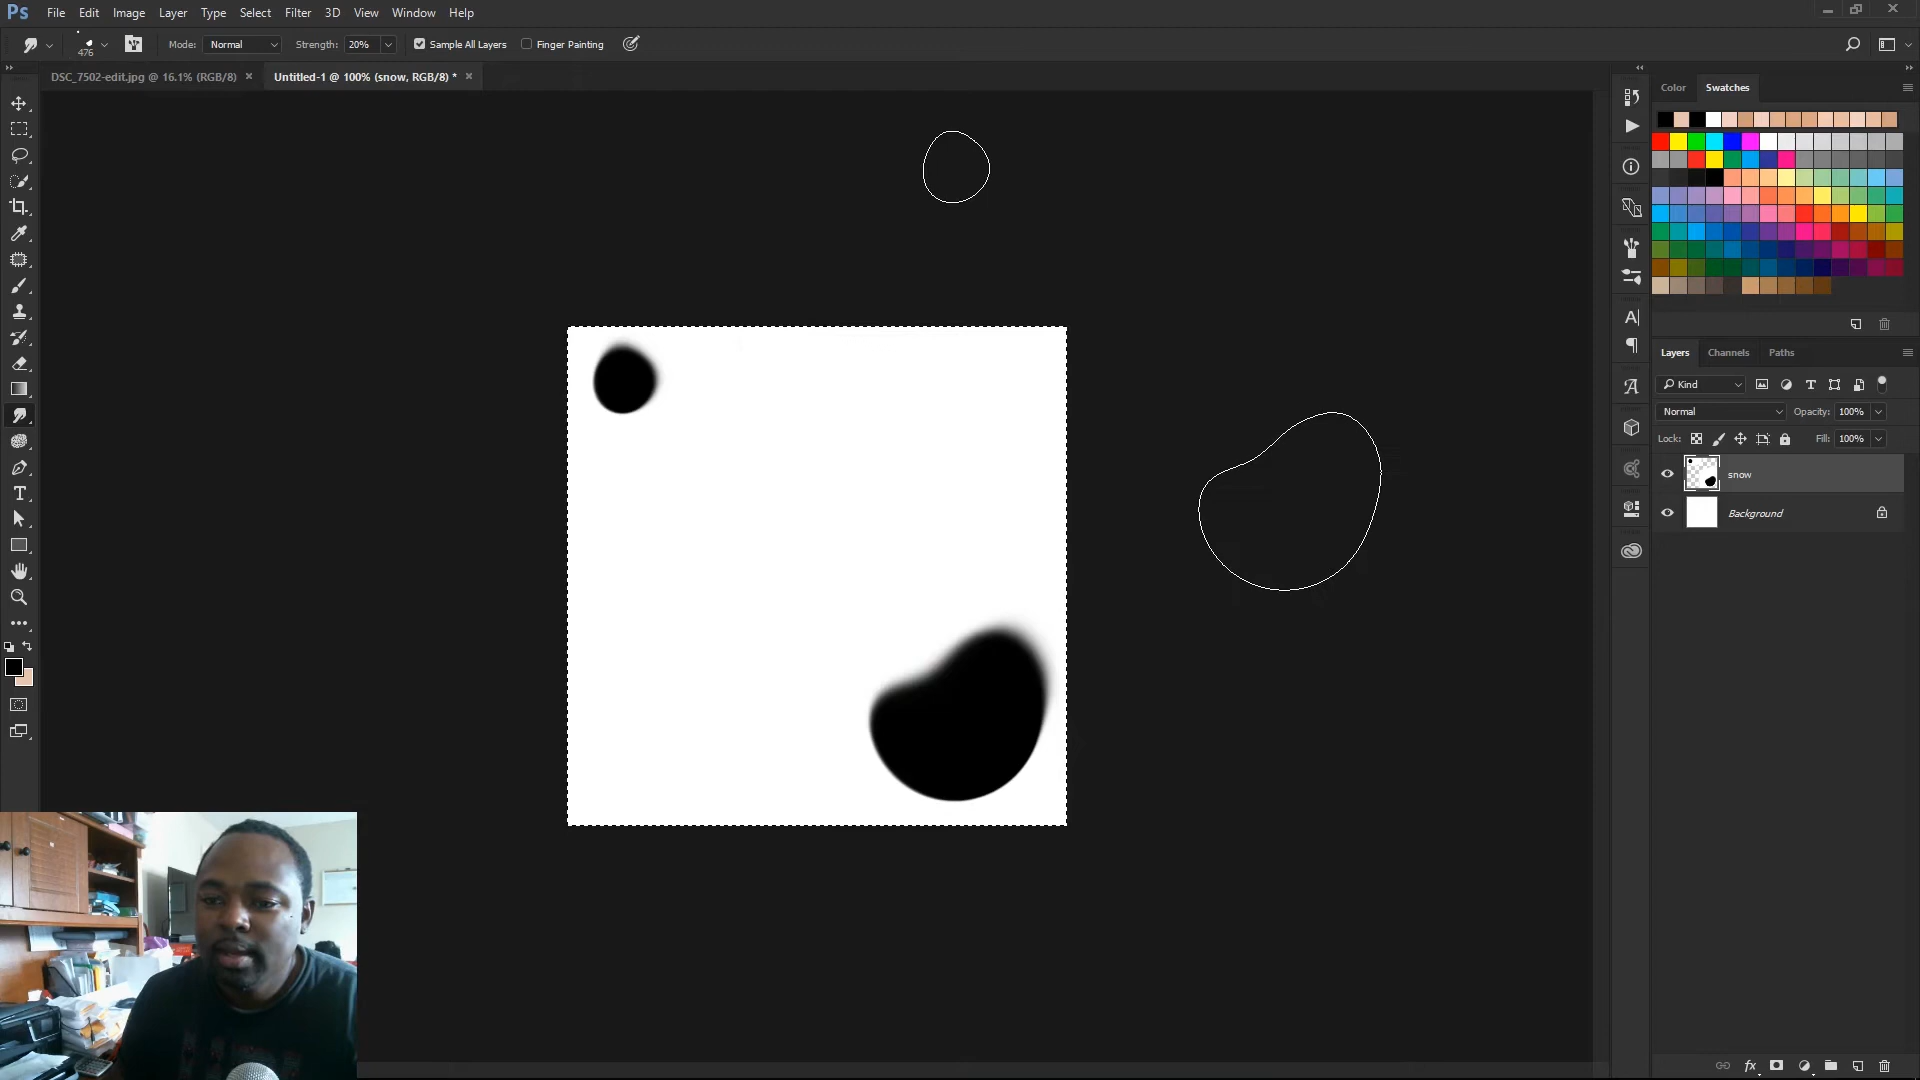 Ps File Edit Image Layer Type Select Filter 3D View Window Help
476 Mode: Normal Strength: 20% Sample All Layers Finger Painting
DSC_7502-edit.jpg @ 16.1% (RGB/8) × Untitled-1 @ 100% (snow, RGB/8) * ×
Color Swatches
Layers Channels Paths
Kind
Normal Opacity: 100%
Lock: Fill: 100%
snow
Background